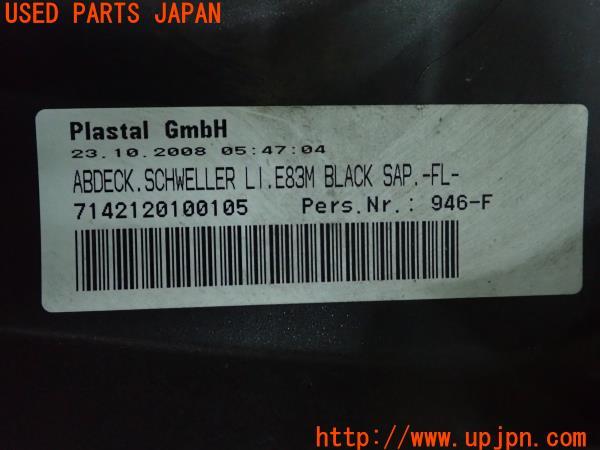 USED PARTS JAPAN
Plastal GmbH
23.10.2008 05:47:04
ABDECK.SCHWELLER LI.E83M BLACK SAP.-FL-
7142120100105 Pers.Nr.: 946-F
UPJ
http://www.upjpn.com/